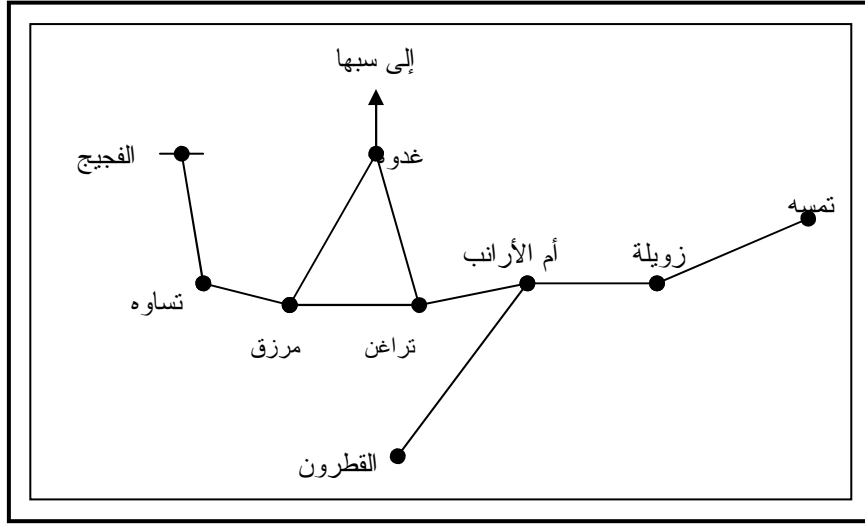 إلى سبها
غدوه
الفجيج
تمسه
زويلة
أم الأرانب
تساوه
مرزق
تراغن
القطرون